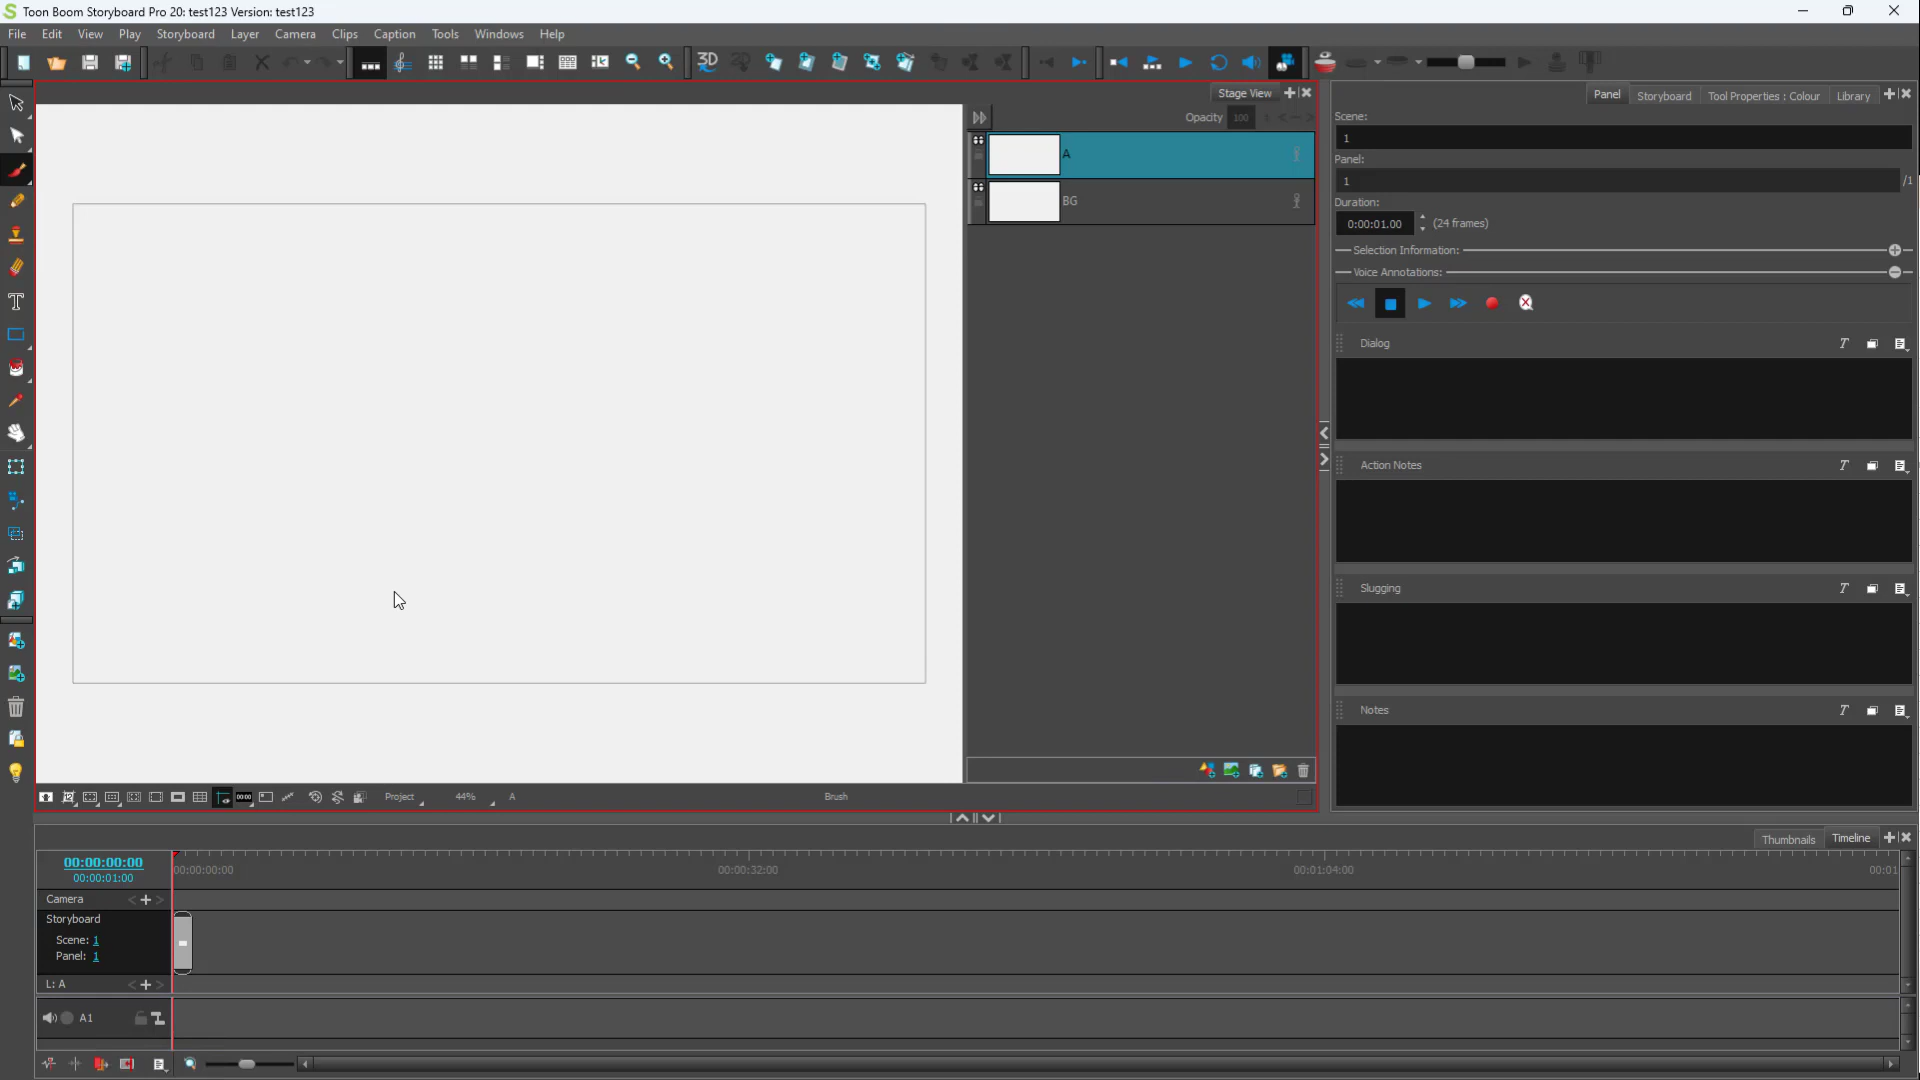 Toon Boom Storyboard Pro 20: test123 Version: test123
File Edit View Play Storyboard Layer Camera Clips Caption Tools Windows Help
3D
Stage View
Opacity 100
A
BG
Panel Storyboard Tool Properties : Colour Library
Scene:
1
Panel:
1 /1
Duration:
0:00:01.00 (24 frames)
Selection Information:
Voice Annotations:
Dialog
Action Notes
Slugging
Notes
Project 44% A Brush
Thumbnails Timeline
00:00:00:00
00:00:01:00
00:00:00:00 00:00:32:00 00:01:04:00 00:01
Camera
Storyboard
Scene: 1
Panel: 1
L: A
A1